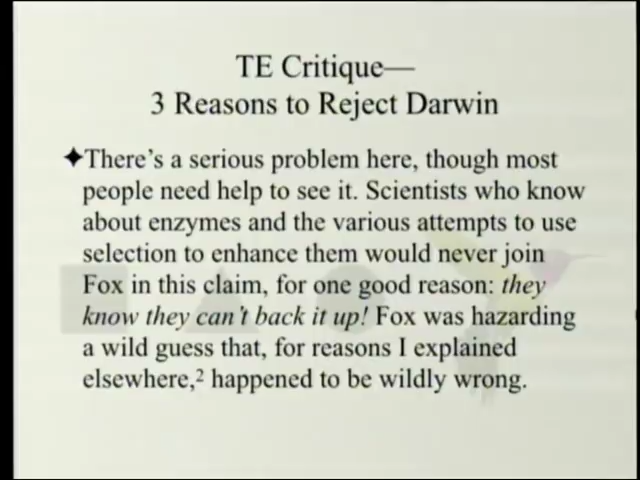 TE Critique—
3 Reasons to Reject Darwin
✦There's a serious problem here, though most
people need help to see it. Scientists who know
about enzymes and the various attempts to use
selection to enhance them would never join
Fox in this claim, for one good reason: they
know they can't back it up! Fox was hazarding
a wild guess that, for reasons I explained
elsewhere,² happened to be wildly wrong.